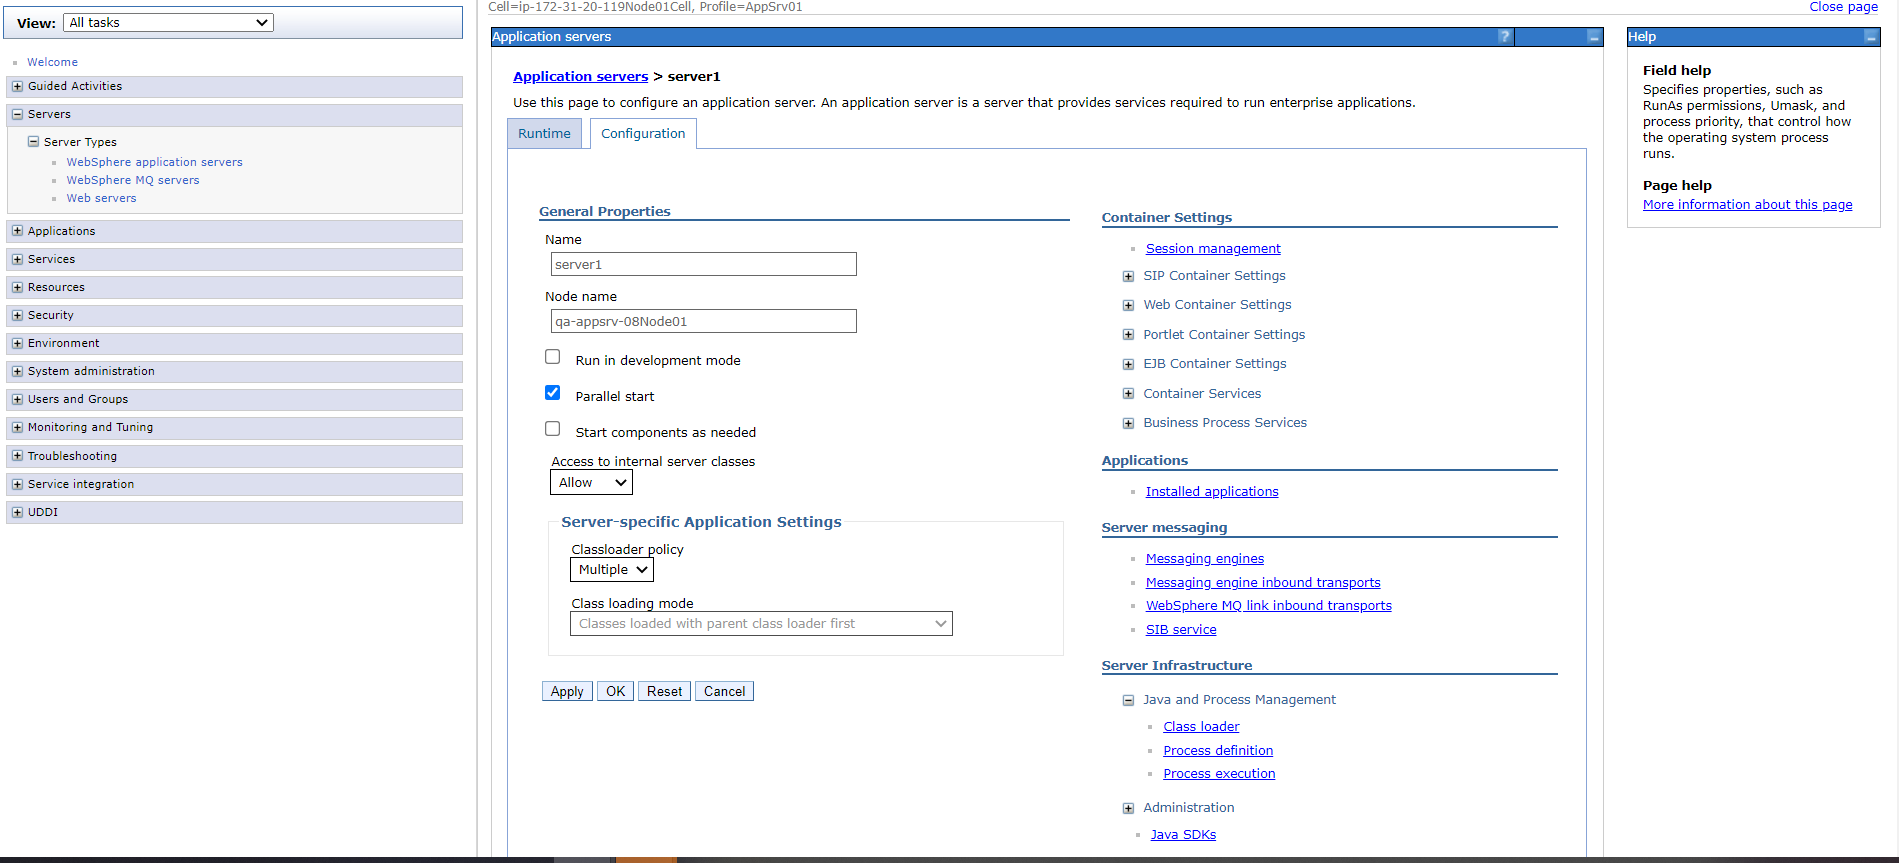 View: All tasks
Welcome
Guided Activities
Servers
Server Types
WebSphere application servers
WebSphere MQ servers
Web servers
Applications
Services
Resources
Security
Environment
System administration
Users and Groups
Monitoring and Tuning
Troubleshooting
Service integration
UDDI
Cell=ip-172-31-20-119Node01Cell, Profile=AppSrv01
Close page
Application servers
?
Application servers > server1
Use this page to configure an application server. An application server is a server that provides services required to run enterprise applications.
Runtime
Configuration
General Properties
Name
server1
Node name
qa-appsrv-08Node01
Run in development mode
Parallel start
Start components as needed
Access to internal server classes
Allow
Server-specific Application Settings
Classloader policy
Multiple
Class loading mode
Classes loaded with parent class loader first
Apply OK Reset Cancel
Container Settings
Session management
SIP Container Settings
Web Container Settings
Portlet Container Settings
EJB Container Settings
Container Services
Business Process Services
Applications
Installed applications
Server messaging
Messaging engines
Messaging engine inbound transports
WebSphere MQ link inbound transports
SIB service
Server Infrastructure
Java and Process Management
Class loader
Process definition
Process execution
Administration
Java SDKs
Help
Field help
Specifies properties, such as
RunAs permissions, Umask, and
process priority, that control how
the operating system process
runs.
Page help
More information about this page